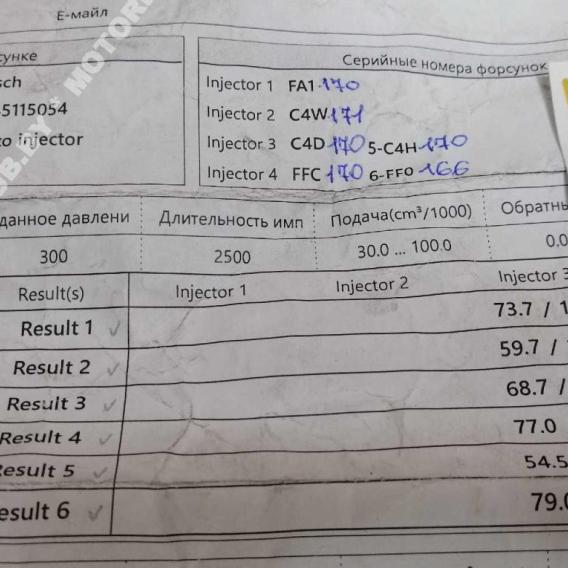 Е-майл
сунке
sch
45115054
zo injector
Серийные номера форсунок
Injector 1 FA1 170
Injector 2 C4W 171
Injector 3 C4D 170 5-C4H 170
Injector 4 FFC 170 6-FF0 166
данное давлени Длительность имп Подача(cm³/1000) Обратны
300 2500 30.0 ... 100.0 0.0
Result(s) Injector 1 Injector 2 Injector 3
Result 1 73.7 / 1
Result 2 59.7 /
Result 3 68.7 /
Result 4 77.0
Result 5 54.5
esult 6 79.0
MOTOR